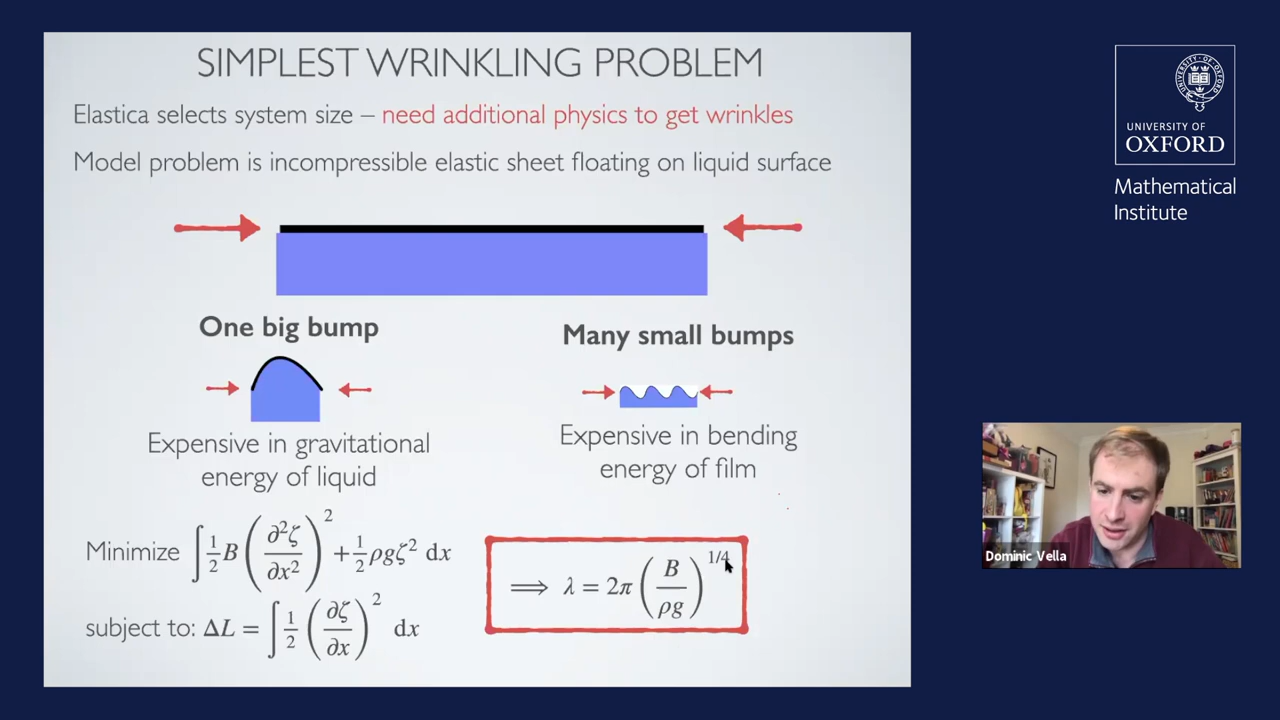 SIMPLEST WRINKLING PROBLEM
Elastica selects system size – need additional physics to get wrinkles
Model problem is incompressible elastic sheet floating on liquid surface
One big bump
Many small bumps
Expensive in gravitational
energy of liquid
Expensive in bending
energy of film
Minimize ∫ ½ B (∂²ζ/∂x²)² + ½ ρgζ² dx
subject to: ΔL = ∫ ½ (∂ζ/∂x)² dx
⟹ λ = 2π (B/ρg)^1/4
UNIVERSITY OF
OXFORD
Mathematical
Institute
Dominic Vella